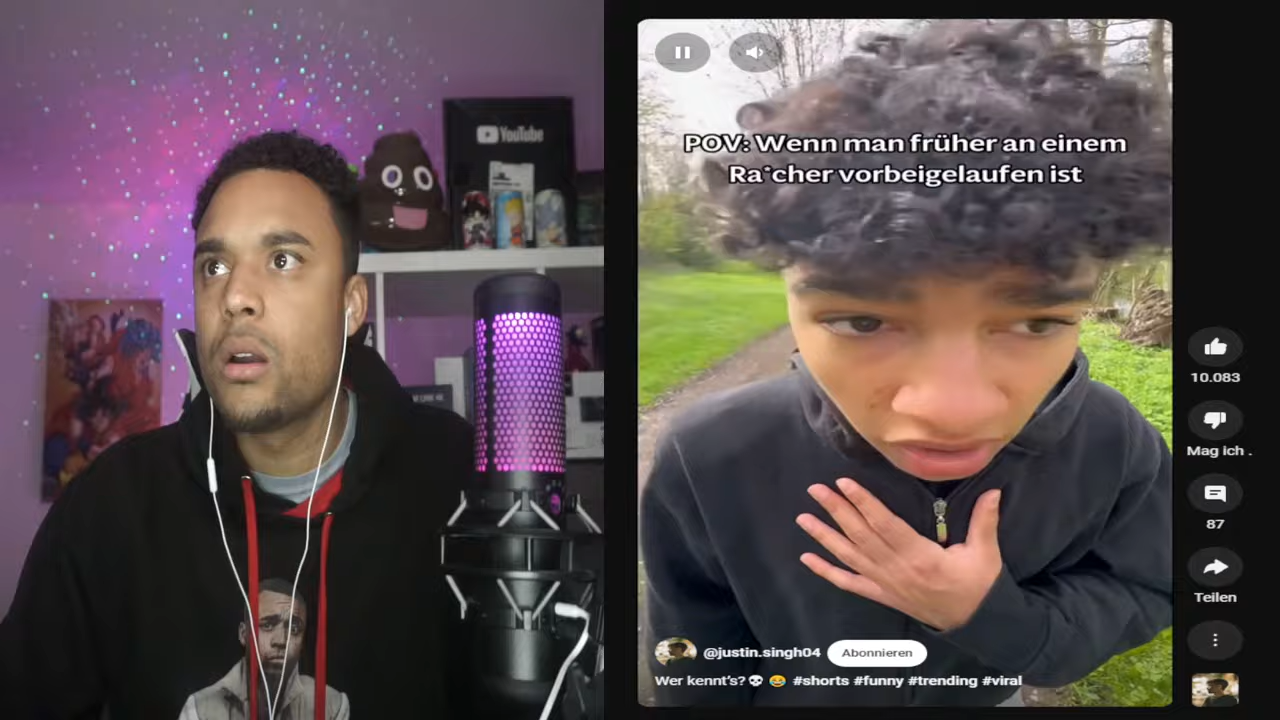 YouTube
POV: Wenn man früher an einem
Ra*cher vorbeigelaufen ist
10.083
Mag ich .
87
Teilen
@justin.singh04
Abonnieren
Wer kennt's?💀 😂 #shorts #funny #trending #viral